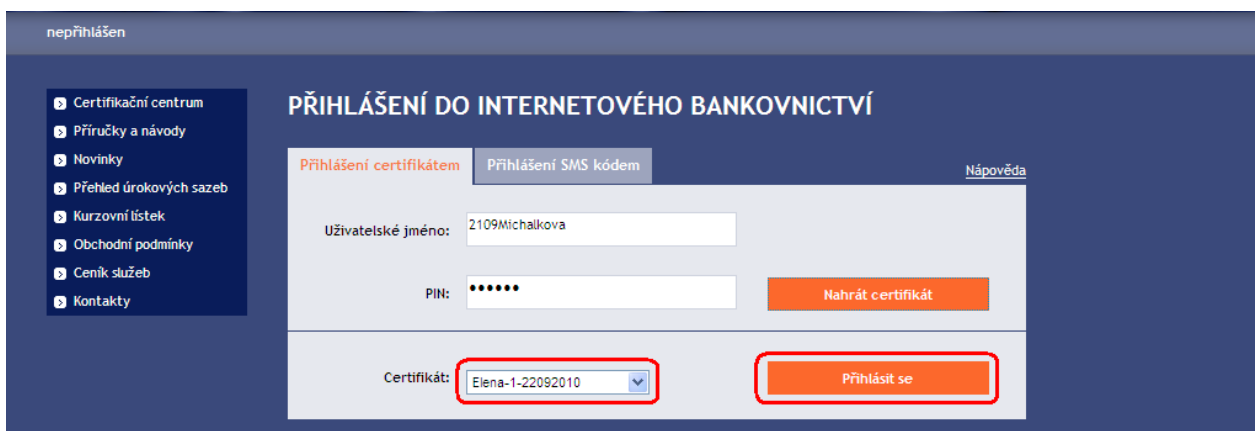 nepřihlášen
Certifikační centrum
Příručky a návody
Novinky
Přehled úrokových sazeb
Kurzovní lístek
Obchodní podmínky
Ceník služeb
Kontakty
PŘIHLÁŠENÍ DO INTERNETOVÉHO BANKOVNICTVÍ
Přihlášení certifikátem
Přihlášení SMS kódem
Nápověda
Uživatelské jméno:
2109Michalkova
PIN:
••••••
Nahrát certifikát
Certifikát:
Elena-1-22092010
Přihlásit se